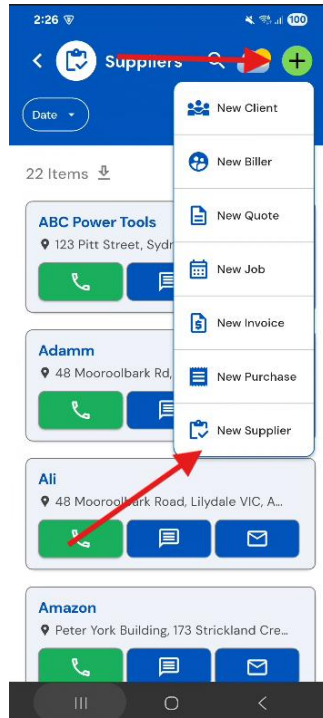 2:26
100
Suppliers
Date
22 Items
New Client
New Biller
New Quote
New Job
New Invoice
New Purchase
New Supplier
ABC Power Tools
123 Pitt Street, Sydn
Adamm
48 Mooroolbark Rd,
Ali
48 Mooroolbark Road, Lilydale VIC, A...
Amazon
Peter York Building, 173 Strickland Cre...